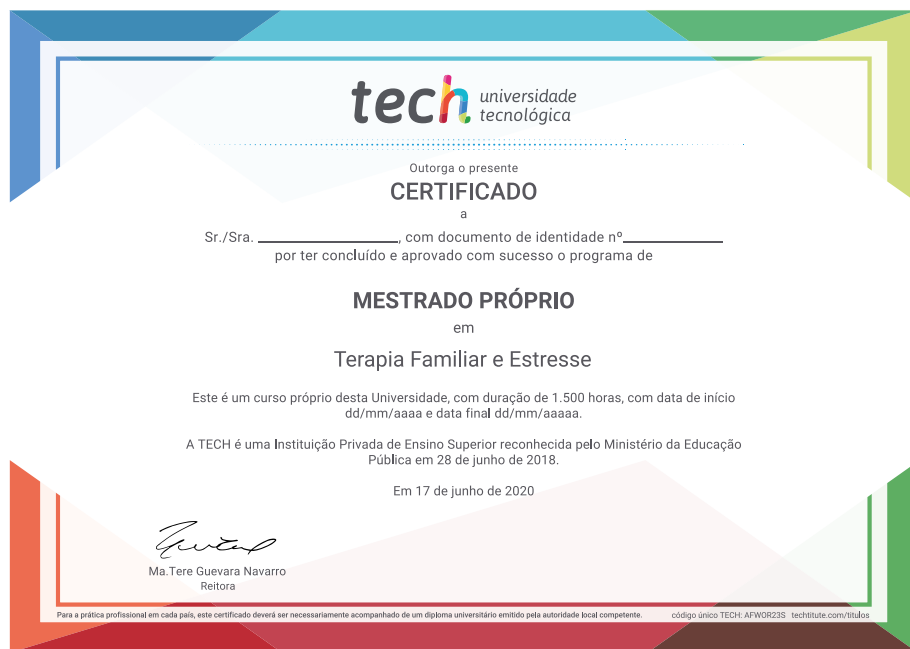 tech universidade
tecnológica
Outorga o presente
CERTIFICADO
a
Sr./Sra. ____________________, com documento de identidade nº______________
por ter concluído e aprovado com sucesso o programa de
MESTRADO PRÓPRIO
em
Terapia Familiar e Estresse
Este é um curso próprio desta Universidade, com duração de 1.500 horas, com data de início
dd/mm/aaaa e data final dd/mm/aaaaa.
A TECH é uma Instituição Privada de Ensino Superior reconhecida pelo Ministério da Educação
Pública em 28 de junho de 2018.
Em 17 de junho de 2020
Ma.Tere Guevara Navarro
Reitora
Para a prática profissional em cada país, este certificado deverá ser necessariamente acompanhado de um diploma universitário emitido pela autoridade local competente. código único TECH: AFWOR23S techtitute.com/titulos